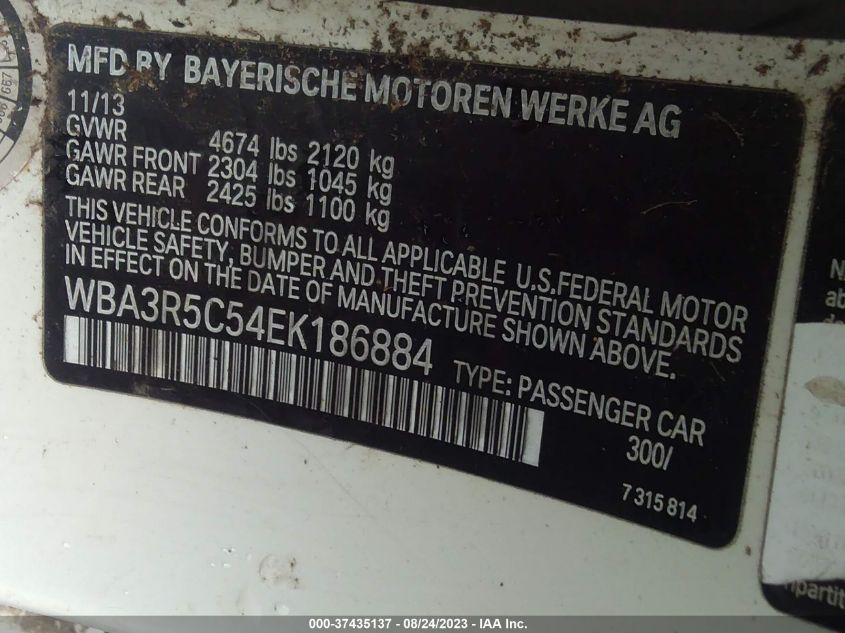 MFD BY BAYERISCHE MOTOREN WERKE AG
11/13
GVWR 4674 lbs 2120 kg
GAWR FRONT 2304 lbs 1045 kg
GAWR REAR 2425 lbs 1100 kg
THIS VEHICLE CONFORMS TO ALL APPLICABLE U.S.FEDERAL MOTOR
VEHICLE SAFETY, BUMPER AND THEFT PREVENTION STANDARDS
IN EFFECT ON THE DATE OF MANUFACTURE SHOWN ABOVE.
WBA3R5C54EK186884 TYPE: PASSENGER CAR
300/
7 315 814
000-37435137 - 08/24/2023 - IAA Inc.